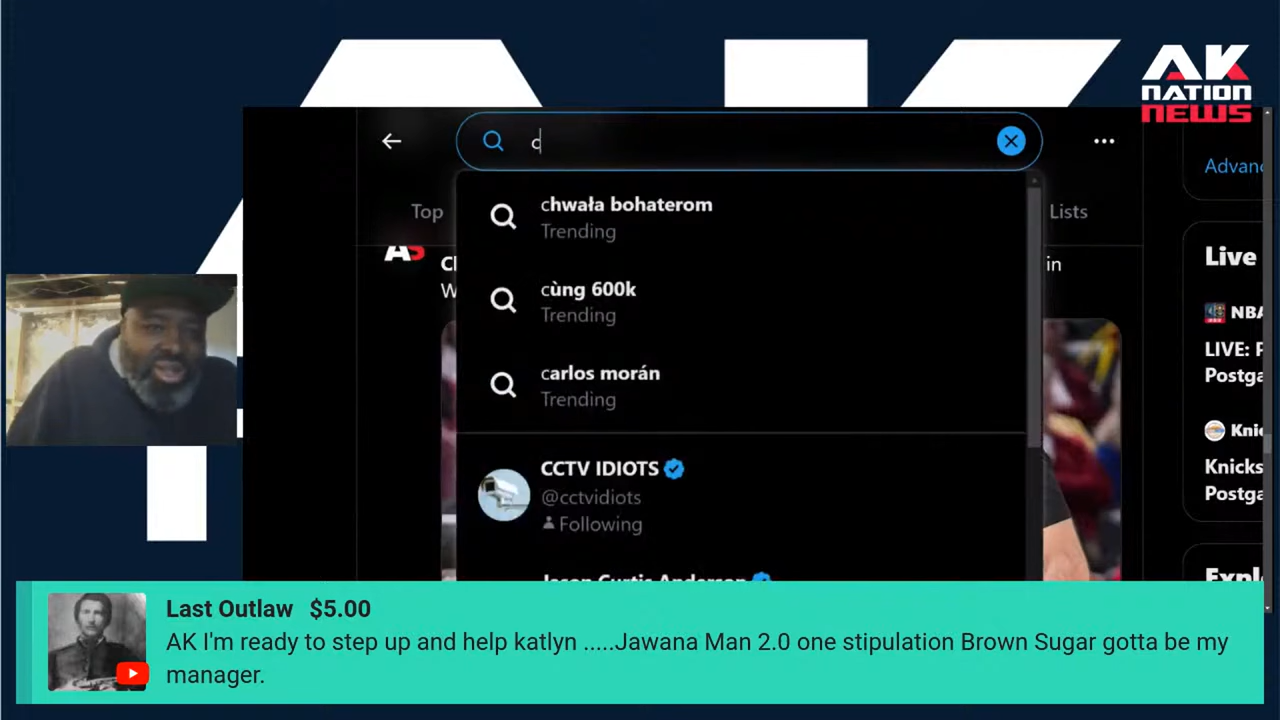 AK
NATION
NEWS
c
Advanc
Top
Lists
chwała bohaterom
Trending
in
Live
cùng 600k
Trending
NBA
LIVE: P
Postga
carlos morán
Trending
Knic
Knicks
Postga
CCTV IDIOTS
@cctvidiots
Following
Jason Curtis Anderson
Expl
Last Outlaw $5.00
AK I'm ready to step up and help katlyn .....Jawana Man 2.0 one stipulation Brown Sugar gotta be my
manager.